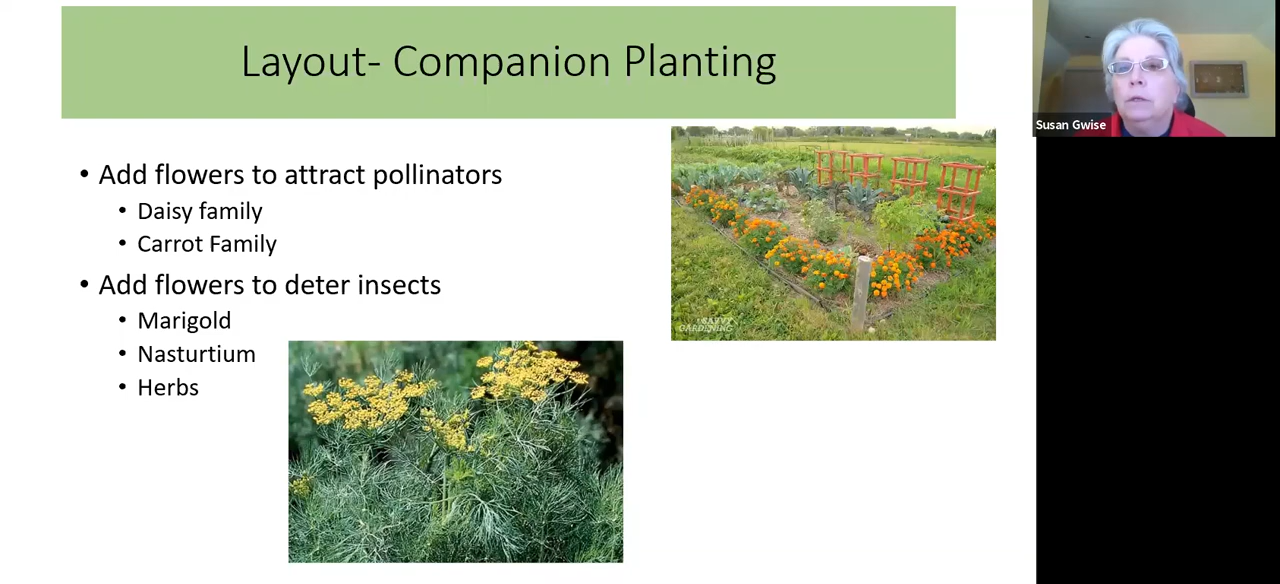 Layout- Companion Planting
• Add flowers to attract pollinators
• Daisy family
• Carrot Family
• Add flowers to deter insects
• Marigold
• Nasturtium
• Herbs
SAVVY
GARDENING
Susan Gwise